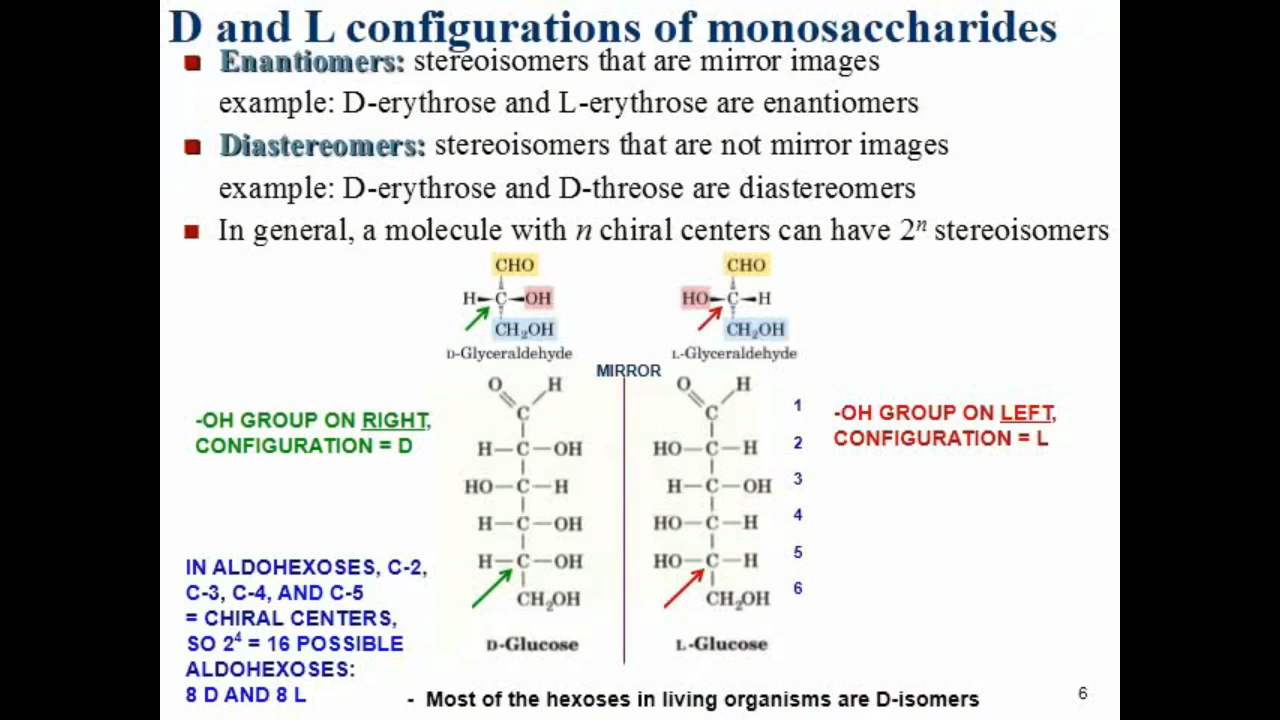 D and L configurations of monosaccharides
Enantiomers: stereoisomers that are mirror images
example: D-erythrose and L-erythrose are enantiomers
Diastereomers: stereoisomers that are not mirror images
example: D-erythrose and D-threose are diastereomers
In general, a molecule with n chiral centers can have 2ⁿ stereoisomers
CHO
H–C–OH
CH₂OH
D-Glyceraldehyde
CHO
HO–C–H
CH₂OH
L-Glyceraldehyde
MIRROR
-OH GROUP ON RIGHT,
CONFIGURATION = D
O H
C
H–C–OH
HO–C–H
H–C–OH
H–C–OH
CH₂OH
D-Glucose
O H
C
HO–C–H
H–C–OH
HO–C–H
HO–C–H
CH₂OH
L-Glucose
1
2
3
4
5
6
-OH GROUP ON LEFT,
CONFIGURATION = L
IN ALDOHEXOSES, C-2,
C-3, C-4, AND C-5
= CHIRAL CENTERS,
SO 2⁴ = 16 POSSIBLE
ALDOHEXOSES:
8 D AND 8 L
- Most of the hexoses in living organisms are D-isomers
6